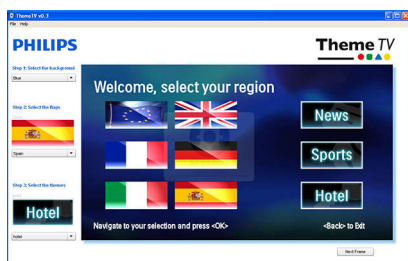 ThemeTV v0.3
File Help
PHILIPS
Theme TV
Step 1: Select the background
Blue
Welcome, select your region
News
Step 2: Select the flags
Spain
Sports
Step 3: Select the themes
Hotel
Hotel
Hotel
Navigate to your selection and press <OK>
<Back> to Exit
Next Frame